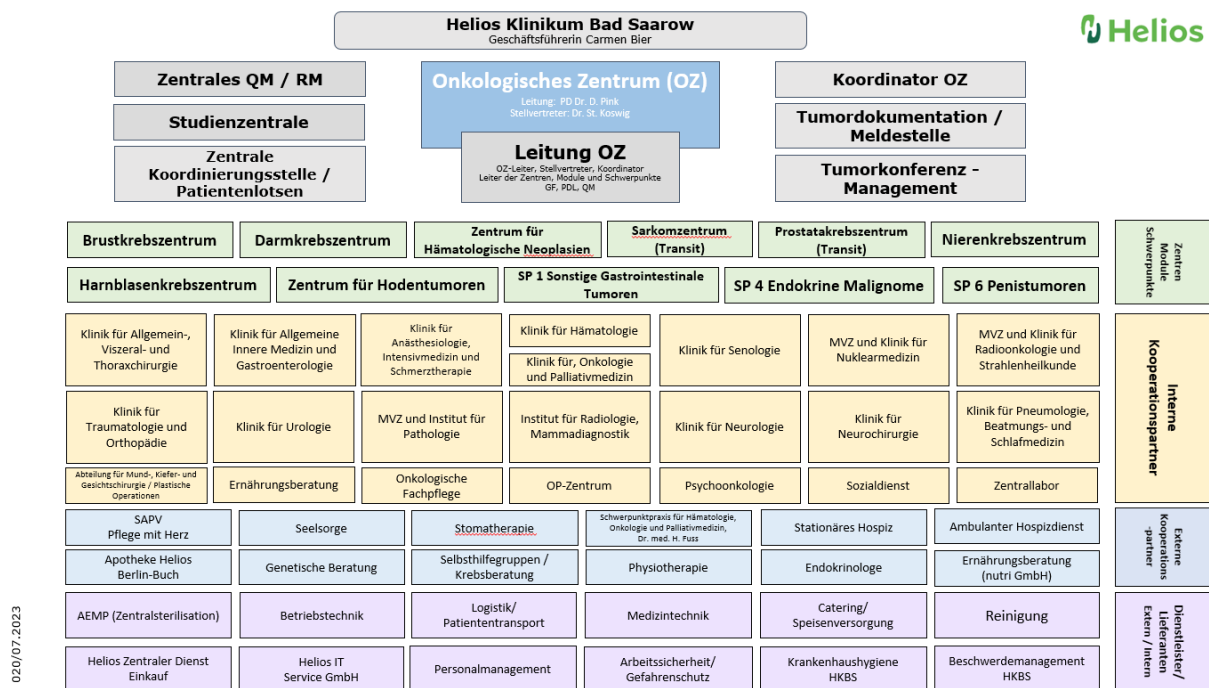 Helios Klinikum Bad Saarow
Geschäftsführerin Carmen Bier
Helios
Zentrales QM / RM
Studienzentrale
Zentrale
Koordinierungsstelle /
Patientenlotsen
Onkologisches Zentrum (OZ)
Leitung: PD Dr. D. Pink
Stellvertreter: Dr. St. Koswig
Leitung OZ
OZ-Leiter, Stellvertreter, Koordinator
Leiter der Zentren, Module und Schwerpunkte
GF, PDL, QM
Koordinator OZ
Tumordokumentation /
Meldestelle
Tumorkonferenz -
Management
Brustkrebszentrum
Darmkrebszentrum
Zentrum für
Hämatologische Neoplasien
Sarkomzentrum
(Transit)
Prostatakrebszentrum
(Transit)
Nierenkrebszentrum
Harnblasenkrebszentrum
Zentrum für Hodentumoren
SP 1 Sonstige Gastrointestinale
Tumoren
SP 4 Endokrine Malignome
SP 6 Penistumoren
Zentren
Module
Schwerpunkte
Klinik für Allgemein-,
Viszeral- und
Thoraxchirurgie
Klinik für Allgemeine
Innere Medizin und
Gastroenterologie
Klinik für
Anästhesiologie,
Intensivmedizin und
Schmerztherapie
Klinik für Hämatologie
Klinik für, Onkologie
und Palliativmedizin
Klinik für Senologie
MVZ und Klinik für
Nuklearmedizin
MVZ und Klinik für
Radioonkologie und
Strahlenheilkunde
Klinik für
Traumatologie und
Orthopädie
Klinik für Urologie
MVZ und Institut für
Pathologie
Institut für Radiologie,
Mammadiagnostik
Klinik für Neurologie
Klinik für
Neurochirurgie
Klinik für Pneumologie,
Beatmungs- und
Schlafmedizin
Abteilung für Mund-, Kiefer- und
Gesichtschirurgie / Plastische
Operationen
Ernährungsberatung
Onkologische
Fachpflege
OP-Zentrum
Psychoonkologie
Sozialdienst
Zentrallabor
Interne
Kooperationspartner
SAPV
Pflege mit Herz
Seelsorge
Stomatherapie
Schwerpunktpraxis für Hämatologie,
Onkologie und Palliativmedizin,
Dr. med. H. Fuss
Stationäres Hospiz
Ambulanter Hospizdienst
Apotheke Helios
Berlin-Buch
Genetische Beratung
Selbsthilfegruppen /
Krebsberatung
Physiotherapie
Endokrinologe
Ernährungsberatung
(nutri GmbH)
Externe
Kooperations
-partner
AEMP (Zentralsterilisation)
Betriebstechnik
Logistik/
Patiententransport
Medizintechnik
Catering/
Speisenversorgung
Reinigung
Helios Zentraler Dienst
Einkauf
Helios IT
Service GmbH
Personalmanagement
Arbeitssicherheit/
Gefahrenschutz
Krankenhaushygiene
HKBS
Beschwerdemanagement
HKBS
Dienstleister/
Lieferanten
Extern / Intern
020/07.2023